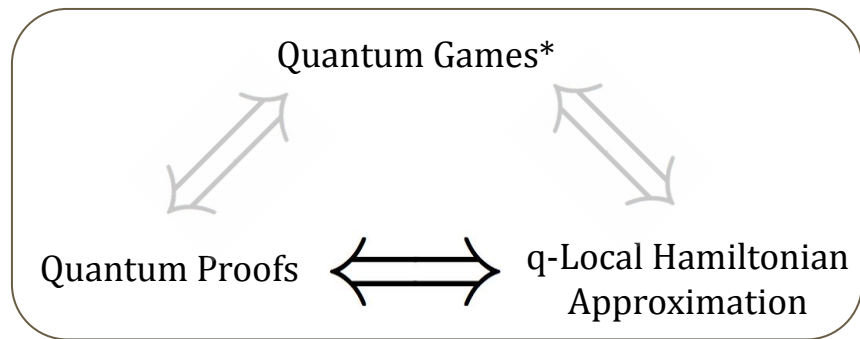 Quantum Games*
Quantum Proofs
q-Local Hamiltonian
Approximation